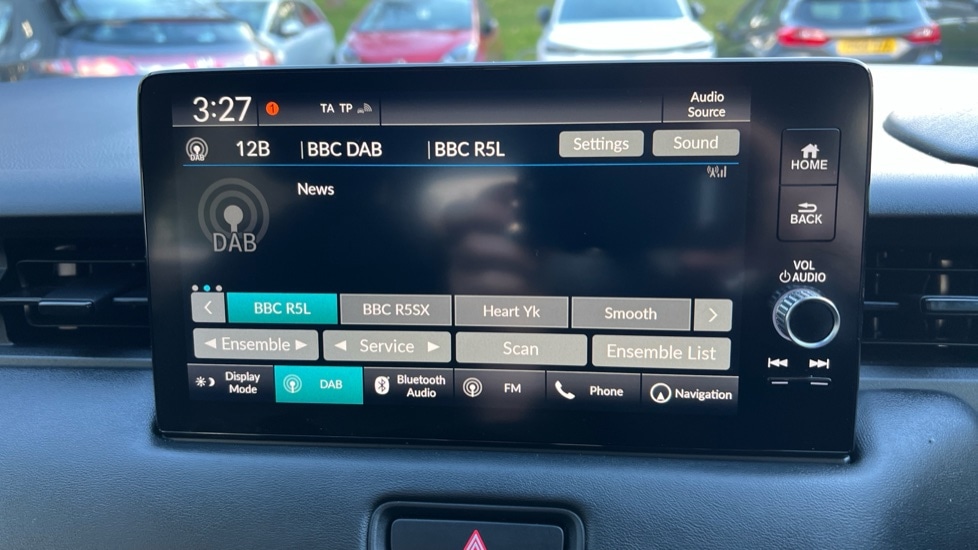 3:27 1 TA TP Audio Source
DAB 12B BBC DAB BBC R5L Settings Sound
News
DAB
BBC R5L BBC R5SX Heart Yk Smooth
Ensemble Service Scan Ensemble List
Display Mode DAB Bluetooth Audio FM Phone Navigation
HOME
BACK
VOL
AUDIO